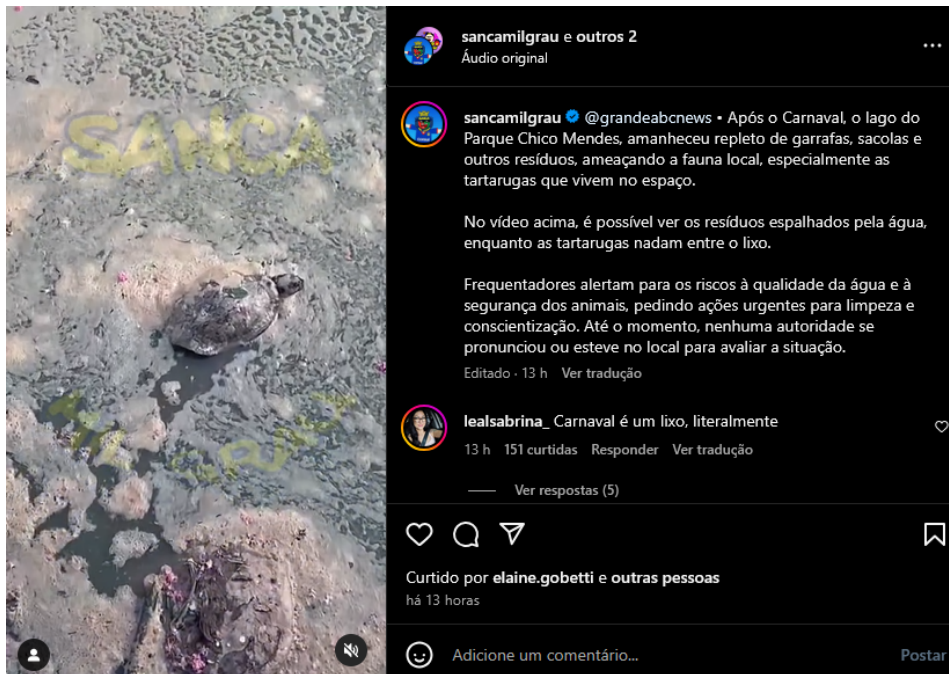 SANCA
sancamilgrau e outros 2
Áudio original
sancamilgrau @grandeabcnews • Após o Carnaval, o lago do
Parque Chico Mendes, amanheceu repleto de garrafas, sacolas e
outros resíduos, ameaçando a fauna local, especialmente as
tartarugas que vivem no espaço.
No vídeo acima, é possível ver os resíduos espalhados pela água,
enquanto as tartarugas nadam entre o lixo.
Frequentadores alertam para os riscos à qualidade da água e à
segurança dos animais, pedindo ações urgentes para limpeza e
conscientização. Até o momento, nenhuma autoridade se
pronunciou ou esteve no local para avaliar a situação.
Editado · 13 h Ver tradução
lealsabrina_ Carnaval é um lixo, literalmente
13 h 151 curtidas Responder Ver tradução
Ver respostas (5)
Curtido por elaine.gobetti e outras pessoas
há 13 horas
Adicione um comentário...
Postar